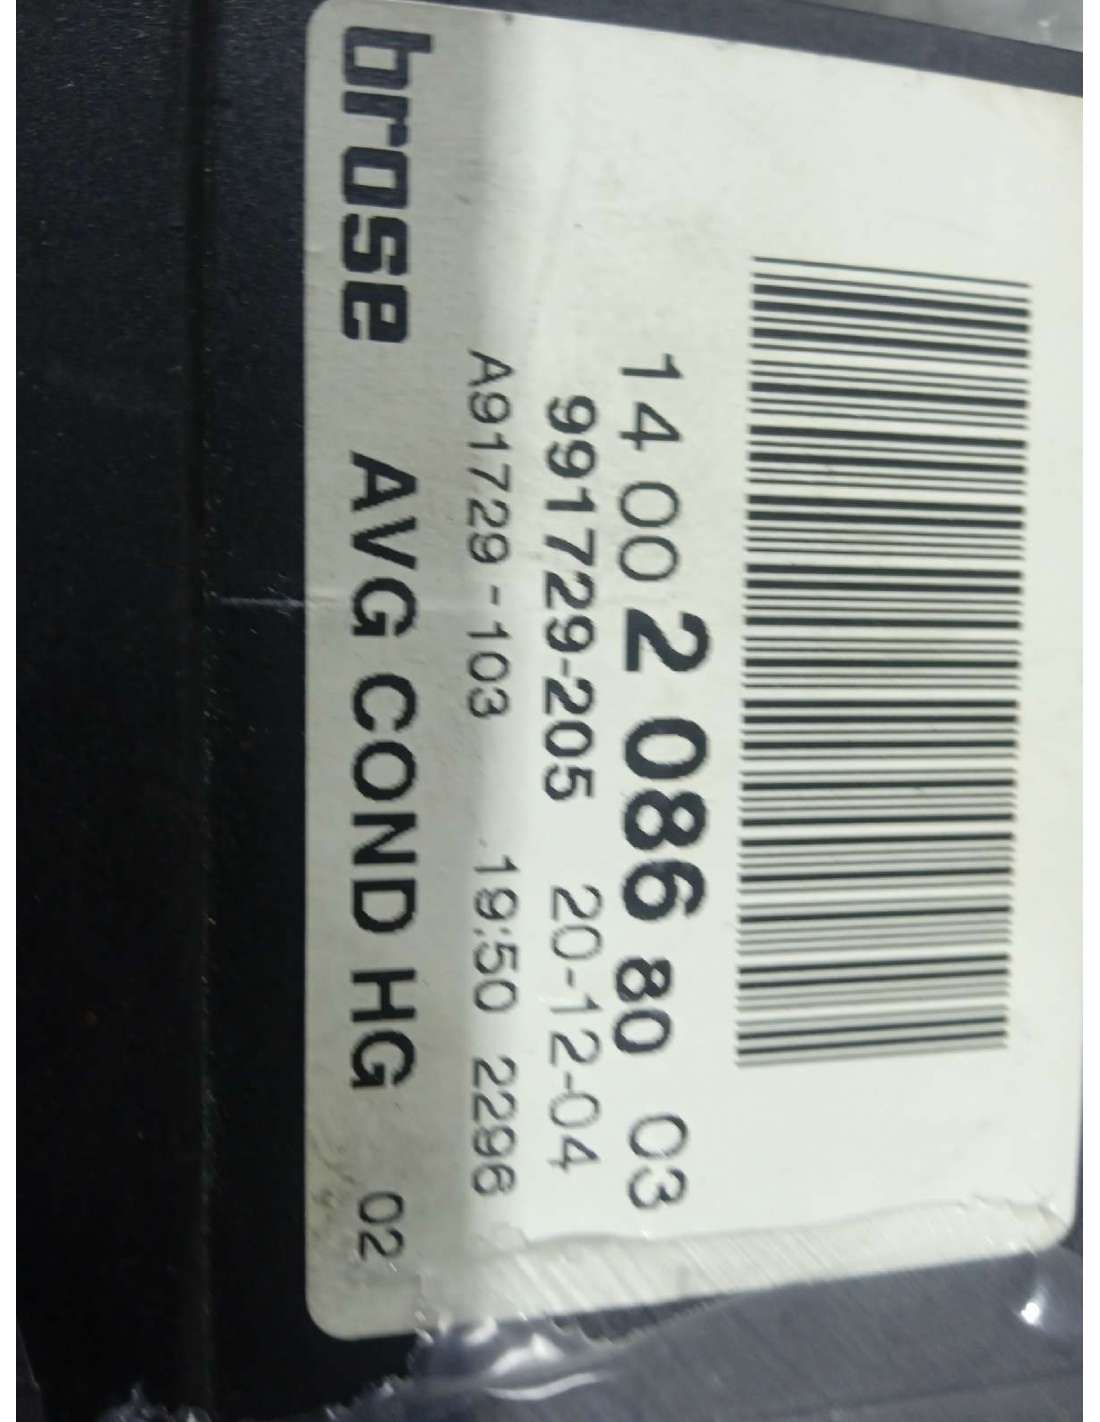 14 00 2 086 80 03
991729-205 20-12-04
A91729-103 19:50 2296
brose AVG COND HG 02